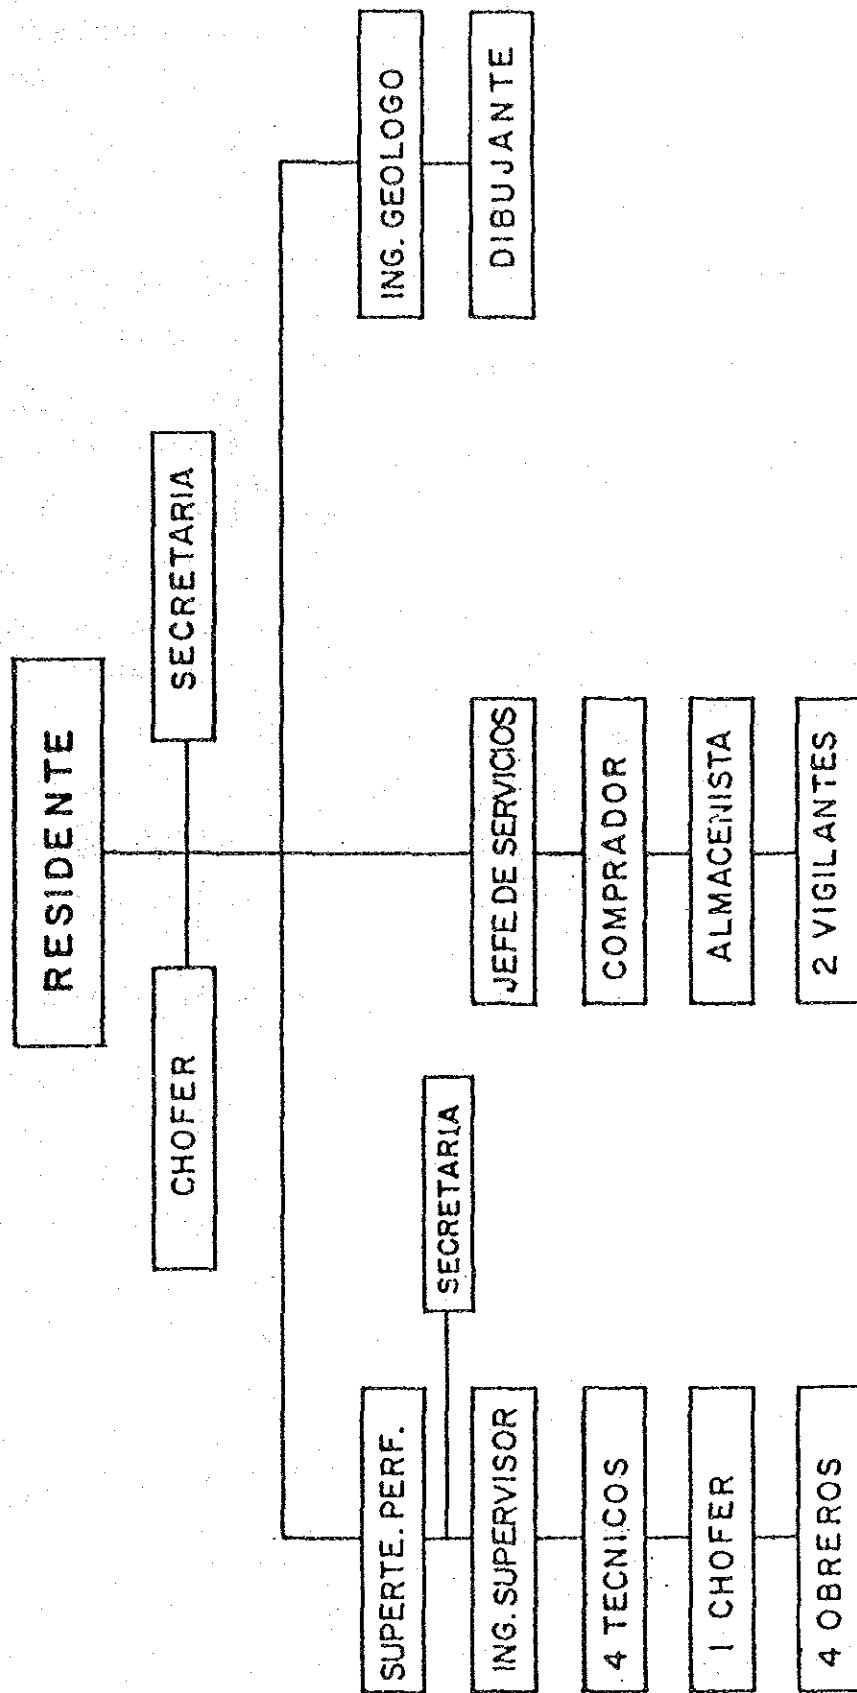 RESIDENTE
CHOFER
SECRETARIA
SUPERTE. PERF.
SECRETARIA
ING. SUPERVISOR
4 TECNICOS
1 CHOFER
4 OBREROS
JEFE DE SERVICIOS
COMPRADOR
ALMACENISTA
2 VIGILANTES
ING. GEOLOGO
DIBUJANTE